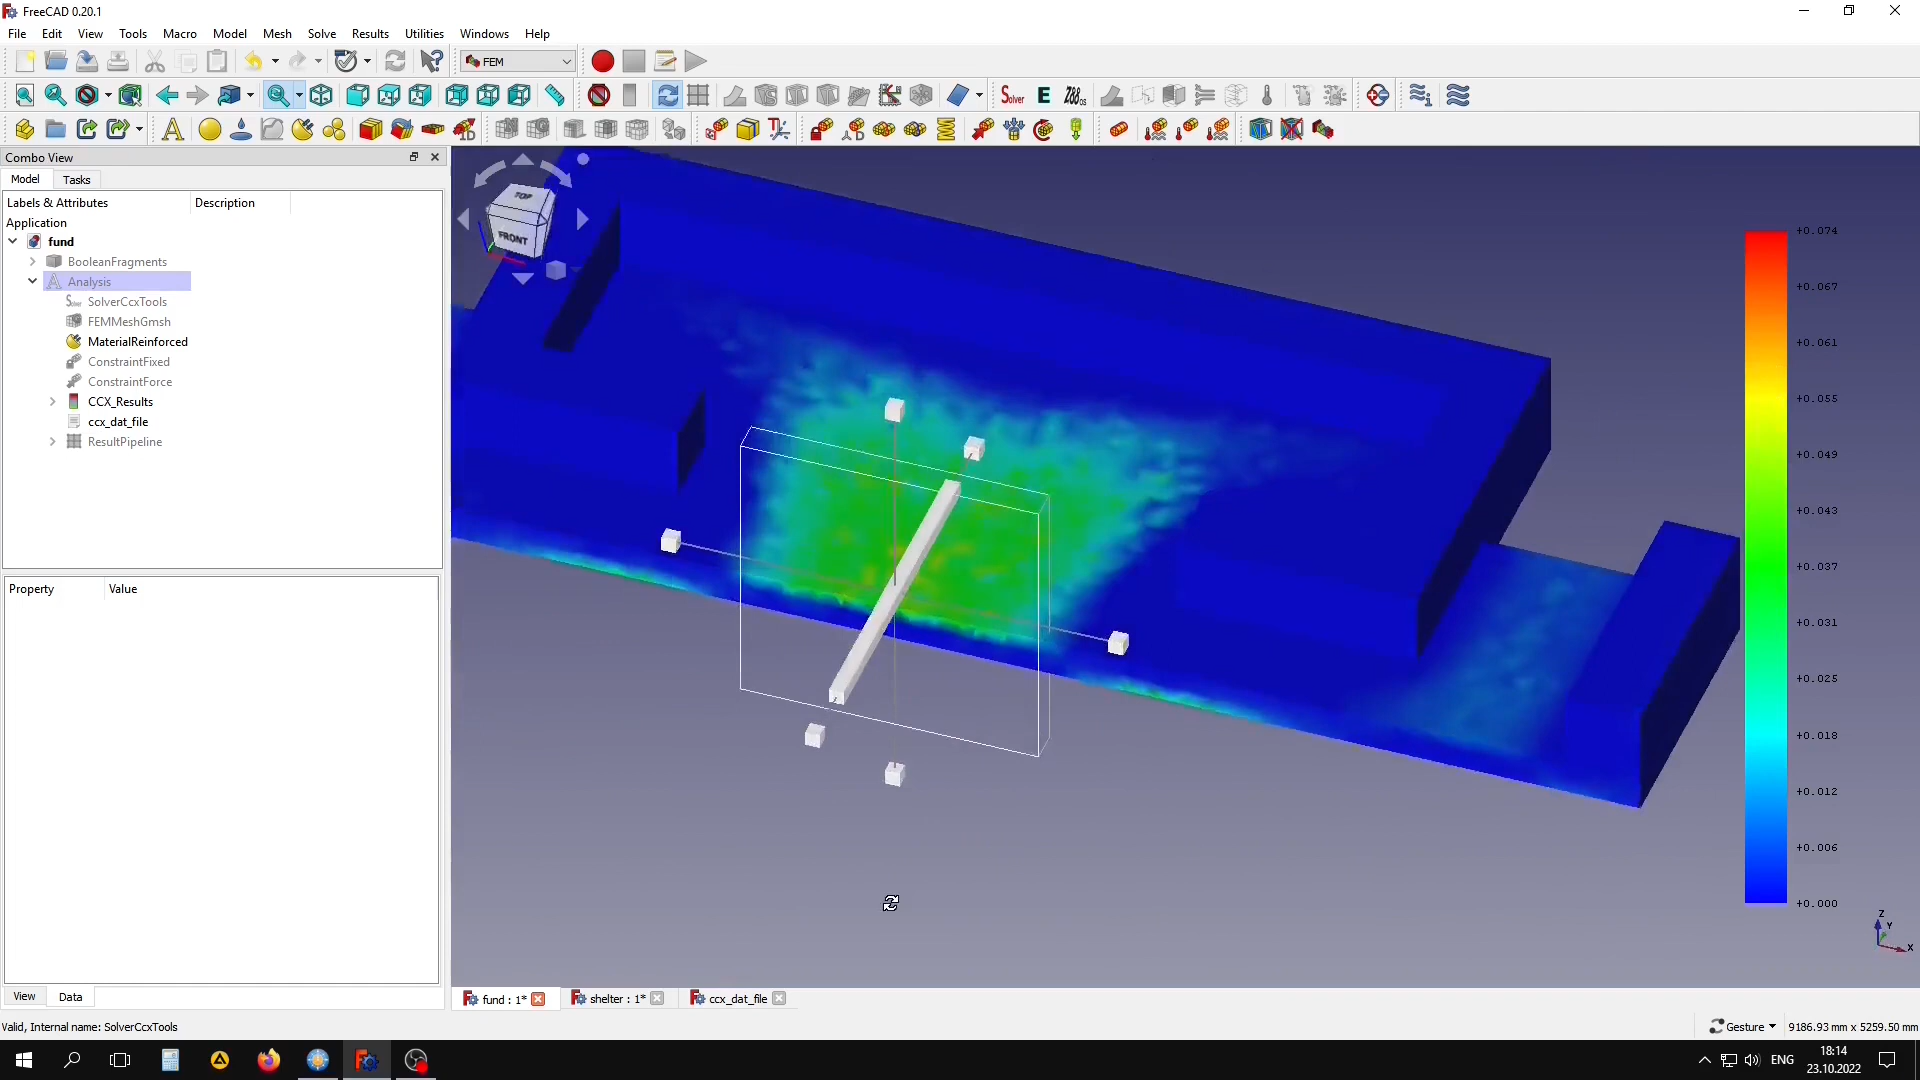 FreeCAD 0.20.1
File Edit View Tools Macro Model Mesh Solve Results Utilities Windows Help
FEM
Solver E Z88os
A
Combo View
Model Tasks
Labels & Attributes Description
Application
fund
BooleanFragments
Analysis
SolverCcxTools
FEMMeshGmsh
MaterialReinforced
ConstraintFixed
ConstraintForce
CCX_Results
ccx_dat_file
ResultPipeline
Property Value
View Data
TOP
FRONT
+0.074
+0.067
+0.061
+0.055
+0.049
+0.043
+0.037
+0.031
+0.025
+0.018
+0.012
+0.006
+0.000
Z
Y
X
fund : 1* shelter : 1* ccx_dat_file
Valid, Internal name: SolverCcxTools
Gesture 9186.93 mm x 5259.50 mm
ENG 18:14
23.10.2022